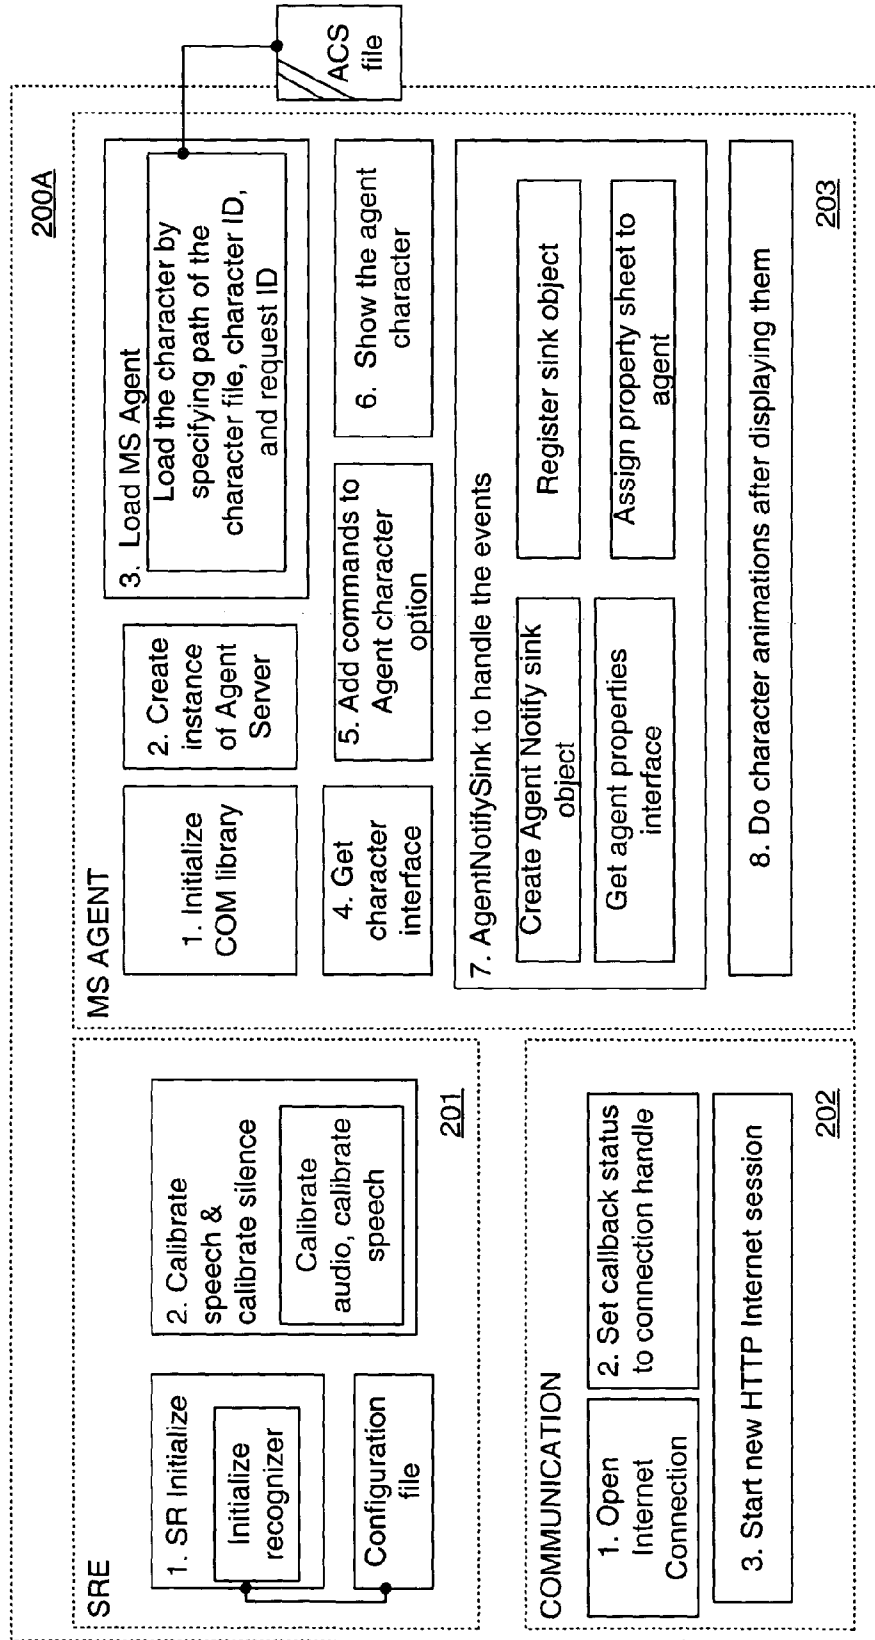 200A
SRE
1. SR Initialize
Initialize
recognizer
Configuration
file
2. Calibrate
speech &
calibrate silence
Calibrate
audio, calibrate
speech
201
COMMUNICATION
1. Open
Internet
Connection
2. Set callback status
to connection handle
3. Start new HTTP Internet session
202
MS AGENT
1. Initialize
COM library
2. Create
instance
of Agent
Server
3. Load MS Agent
Load the character by
specifying path of the
character file, character ID,
and request ID
ACS
file
4. Get
character
interface
5. Add commands to
Agent character
option
6. Show the agent
character
7. AgentNotifySink to handle the events
Create Agent Notify sink
object
Register sink object
Get agent properties
interface
Assign property sheet to
agent
8. Do character animations after displaying them
203